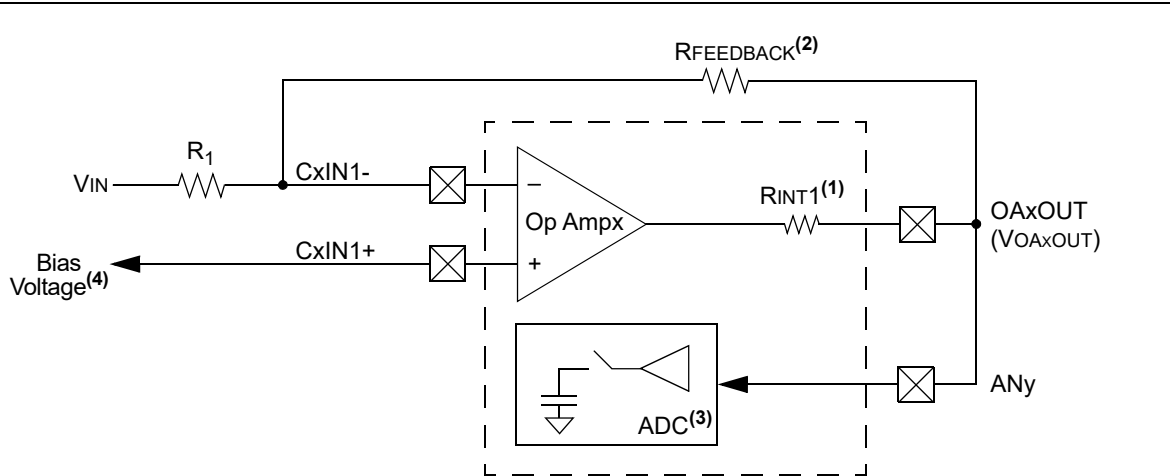 RFEEDBACK(2)
R1
VIN
CxIN1-
–
Op Ampx
RINT1(1)
OAxOUT
(VOAXOUT)
CxIN1+
+
Bias
Voltage(4)
ADC(3)
ANy